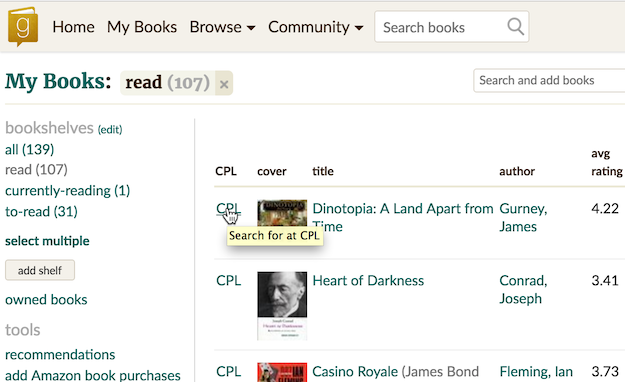 g Home My Books Browse Community Search books
My Books: read (107) × Search and add books
bookshelves (edit)
all (139)
read (107)
currently-reading (1)
to-read (31)
select multiple
add shelf
owned books
tools
recommendations
add Amazon book purchases
CPL cover title author avg rating
CPL DINOTOPIA Dinotopia: A Land Apart from Time Gurney, James 4.22
Search for at CPL
CPL Heart of Darkness Conrad, Joseph 3.41
CPL Casino Royale (James Bond Fleming, Ian 3.73